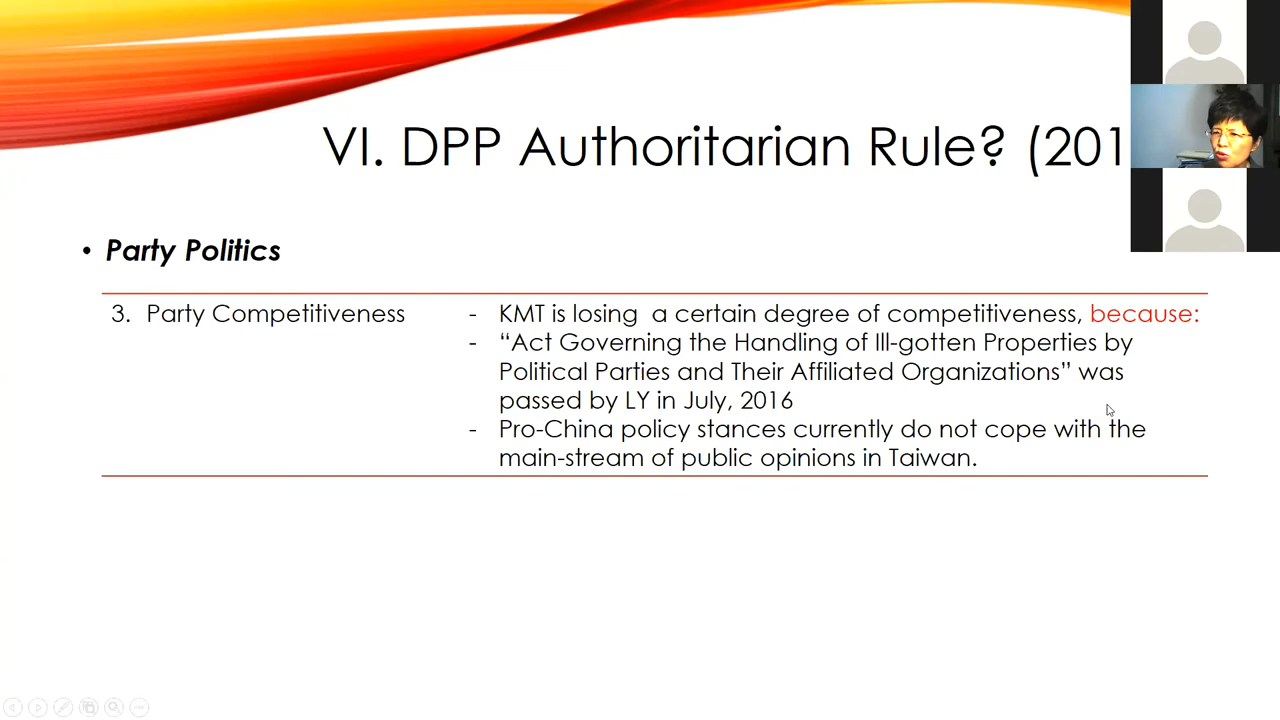 VI. DPP Authoritarian Rule? (201
• Party Politics
3. Party Competitiveness - KMT is losing a certain degree of competitiveness, because:
- “Act Governing the Handling of Ill-gotten Properties by
Political Parties and Their Affiliated Organizations” was
passed by LY in July, 2016
- Pro-China policy stances currently do not cope with the
main-stream of public opinions in Taiwan.